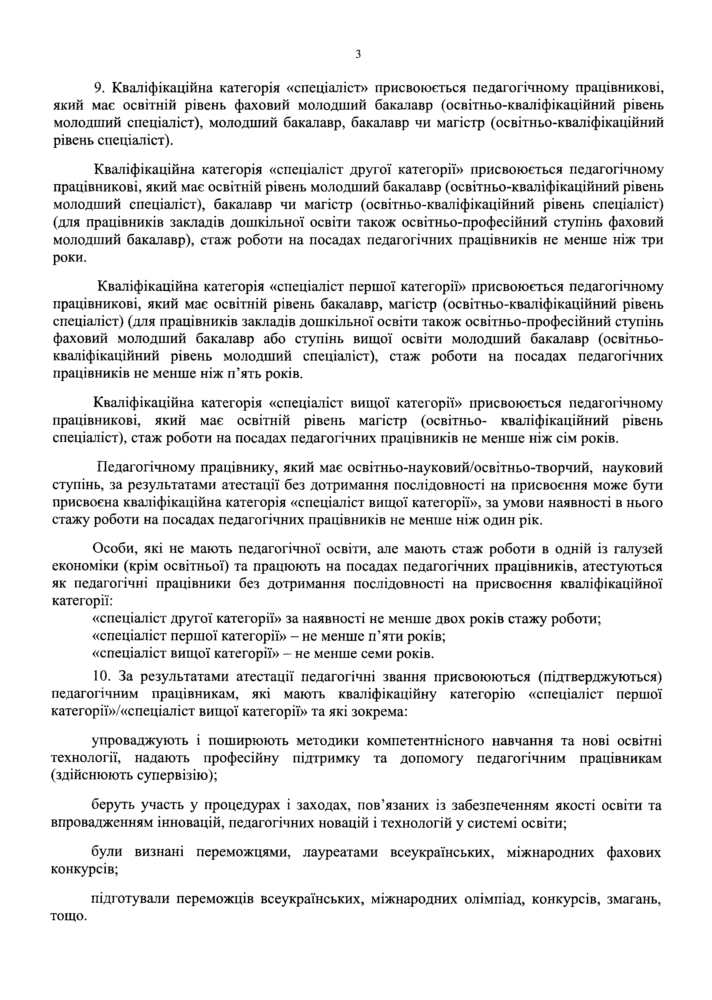 3
9. Кваліфікаційна категорія «спеціаліст» присвоюється педагогічному працівникові,
який має освітній рівень фаховий молодший бакалавр (освітньо-кваліфікаційний рівень
молодший спеціаліст), молодший бакалавр, бакалавр чи магістр (освітньо-кваліфікаційний
рівень спеціаліст).
Кваліфікаційна категорія «спеціаліст другої категорії» присвоюється педагогічному
працівникові, який має освітній рівень молодший бакалавр (освітньо-кваліфікаційний рівень
молодший спеціаліст), бакалавр чи магістр (освітньо-кваліфікаційний рівень спеціаліст)
(для працівників закладів дошкільної освіти також освітньо-професійний ступінь фаховий
молодший бакалавр), стаж роботи на посадах педагогічних працівників не менше ніж три
роки.
Кваліфікаційна категорія «спеціаліст першої категорії» присвоюється педагогічному
працівникові, який має освітній рівень бакалавр, магістр (освітньо-кваліфікаційний рівень
спеціаліст) (для працівників закладів дошкільної освіти також освітньо-професійний ступінь
фаховий молодший бакалавр або ступінь вищої освіти молодший бакалавр (освітньо-
кваліфікаційний рівень молодший спеціаліст), стаж роботи на посадах педагогічних
працівників не менше ніж п’ять років.
Кваліфікаційна категорія «спеціаліст вищої категорії» присвоюється педагогічному
працівникові, який має освітній рівень магістр (освітньо- кваліфікаційний рівень
спеціаліст), стаж роботи на посадах педагогічних працівників не менше ніж сім років.
Педагогічному працівнику, який має освітньо-науковий/освітньо-творчий, науковий
ступінь, за результатами атестації без дотримання послідовності на присвоєння може бути
присвоєна кваліфікаційна категорія «спеціаліст вищої категорії», за умови наявності в нього
стажу роботи на посадах педагогічних працівників не менше ніж один рік.
Особи, які не мають педагогічної освіти, але мають стаж роботи в одній із галузей
економіки (крім освітньої) та працюють на посадах педагогічних працівників, атестуються
як педагогічні працівники без дотримання послідовності на присвоєння кваліфікаційної
категорії:
«спеціаліст другої категорії» за наявності не менше двох років стажу роботи;
«спеціаліст першої категорії» – не менше п’яти років;
«спеціаліст вищої категорії» – не менше семи років.
10. За результатами атестації педагогічні звання присвоюються (підтверджуються)
педагогічним працівникам, які мають кваліфікаційну категорію «спеціаліст першої
категорії»/«спеціаліст вищої категорії» та які зокрема:
упроваджують і поширюють методики компетентнісного навчання та нові освітні
технології, надають професійну підтримку та допомогу педагогічним працівникам
(здійснюють супервізію);
беруть участь у процедурах і заходах, пов’язаних із забезпеченням якості освіти та
впровадженням інновацій, педагогічних новацій і технологій у системі освіти;
були визнані переможцями, лауреатами всеукраїнських, міжнародних фахових
конкурсів;
підготували переможців всеукраїнських, міжнародних олімпіад, конкурсів, змагань,
тощо.